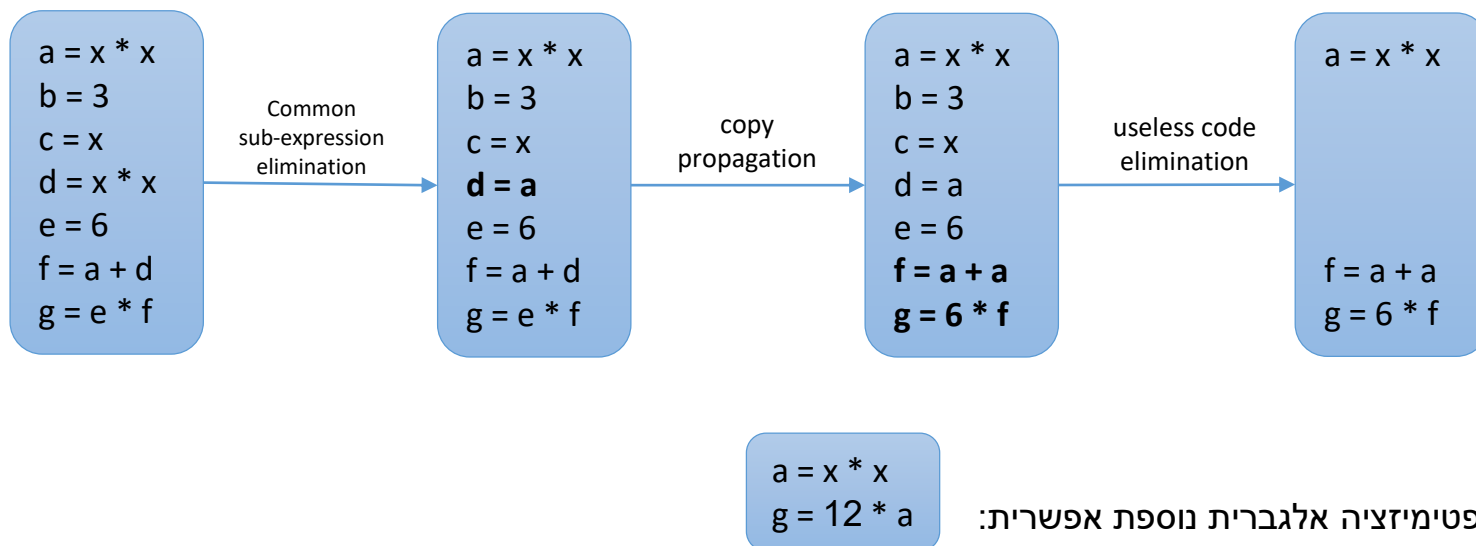 a = x * x
b = 3
c = x
d = x * x
e = 6
f = a + d
g = e * f
Common
sub-expression
elimination
a = x * x
b = 3
c = x
d = a
e = 6
f = a + d
g = e * f
copy
propagation
a = x * x
b = 3
c = x
d = a
e = 6
f = a + a
g = 6 * f
useless code
elimination
a = x * x
f = a + a
g = 6 * f
פטימיזציה אלגברית נוספת אפשרית:
a = x * x
g = 12 * a